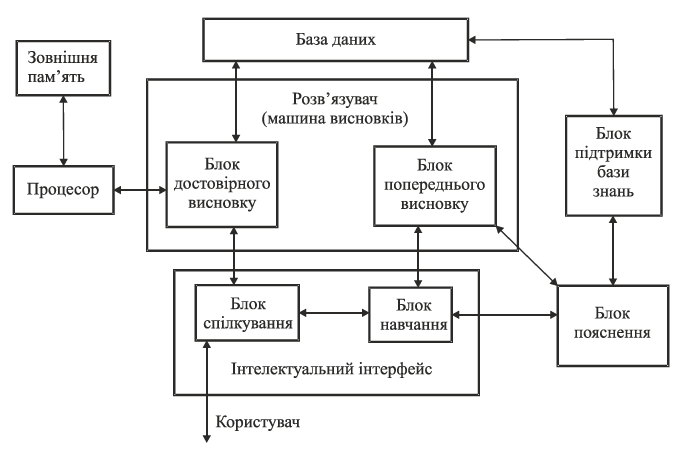 База даних
Зовнішня
пам’ять
Розв’язувач
(машина висновків)
Блок
достовірного
висновку
Блок
попереднього
висновку
Блок
підтримки
бази
знань
Процесор
Блок
спілкування
Блок
навчання
Блок
пояснення
Інтелектуальний інтерфейс
Користувач